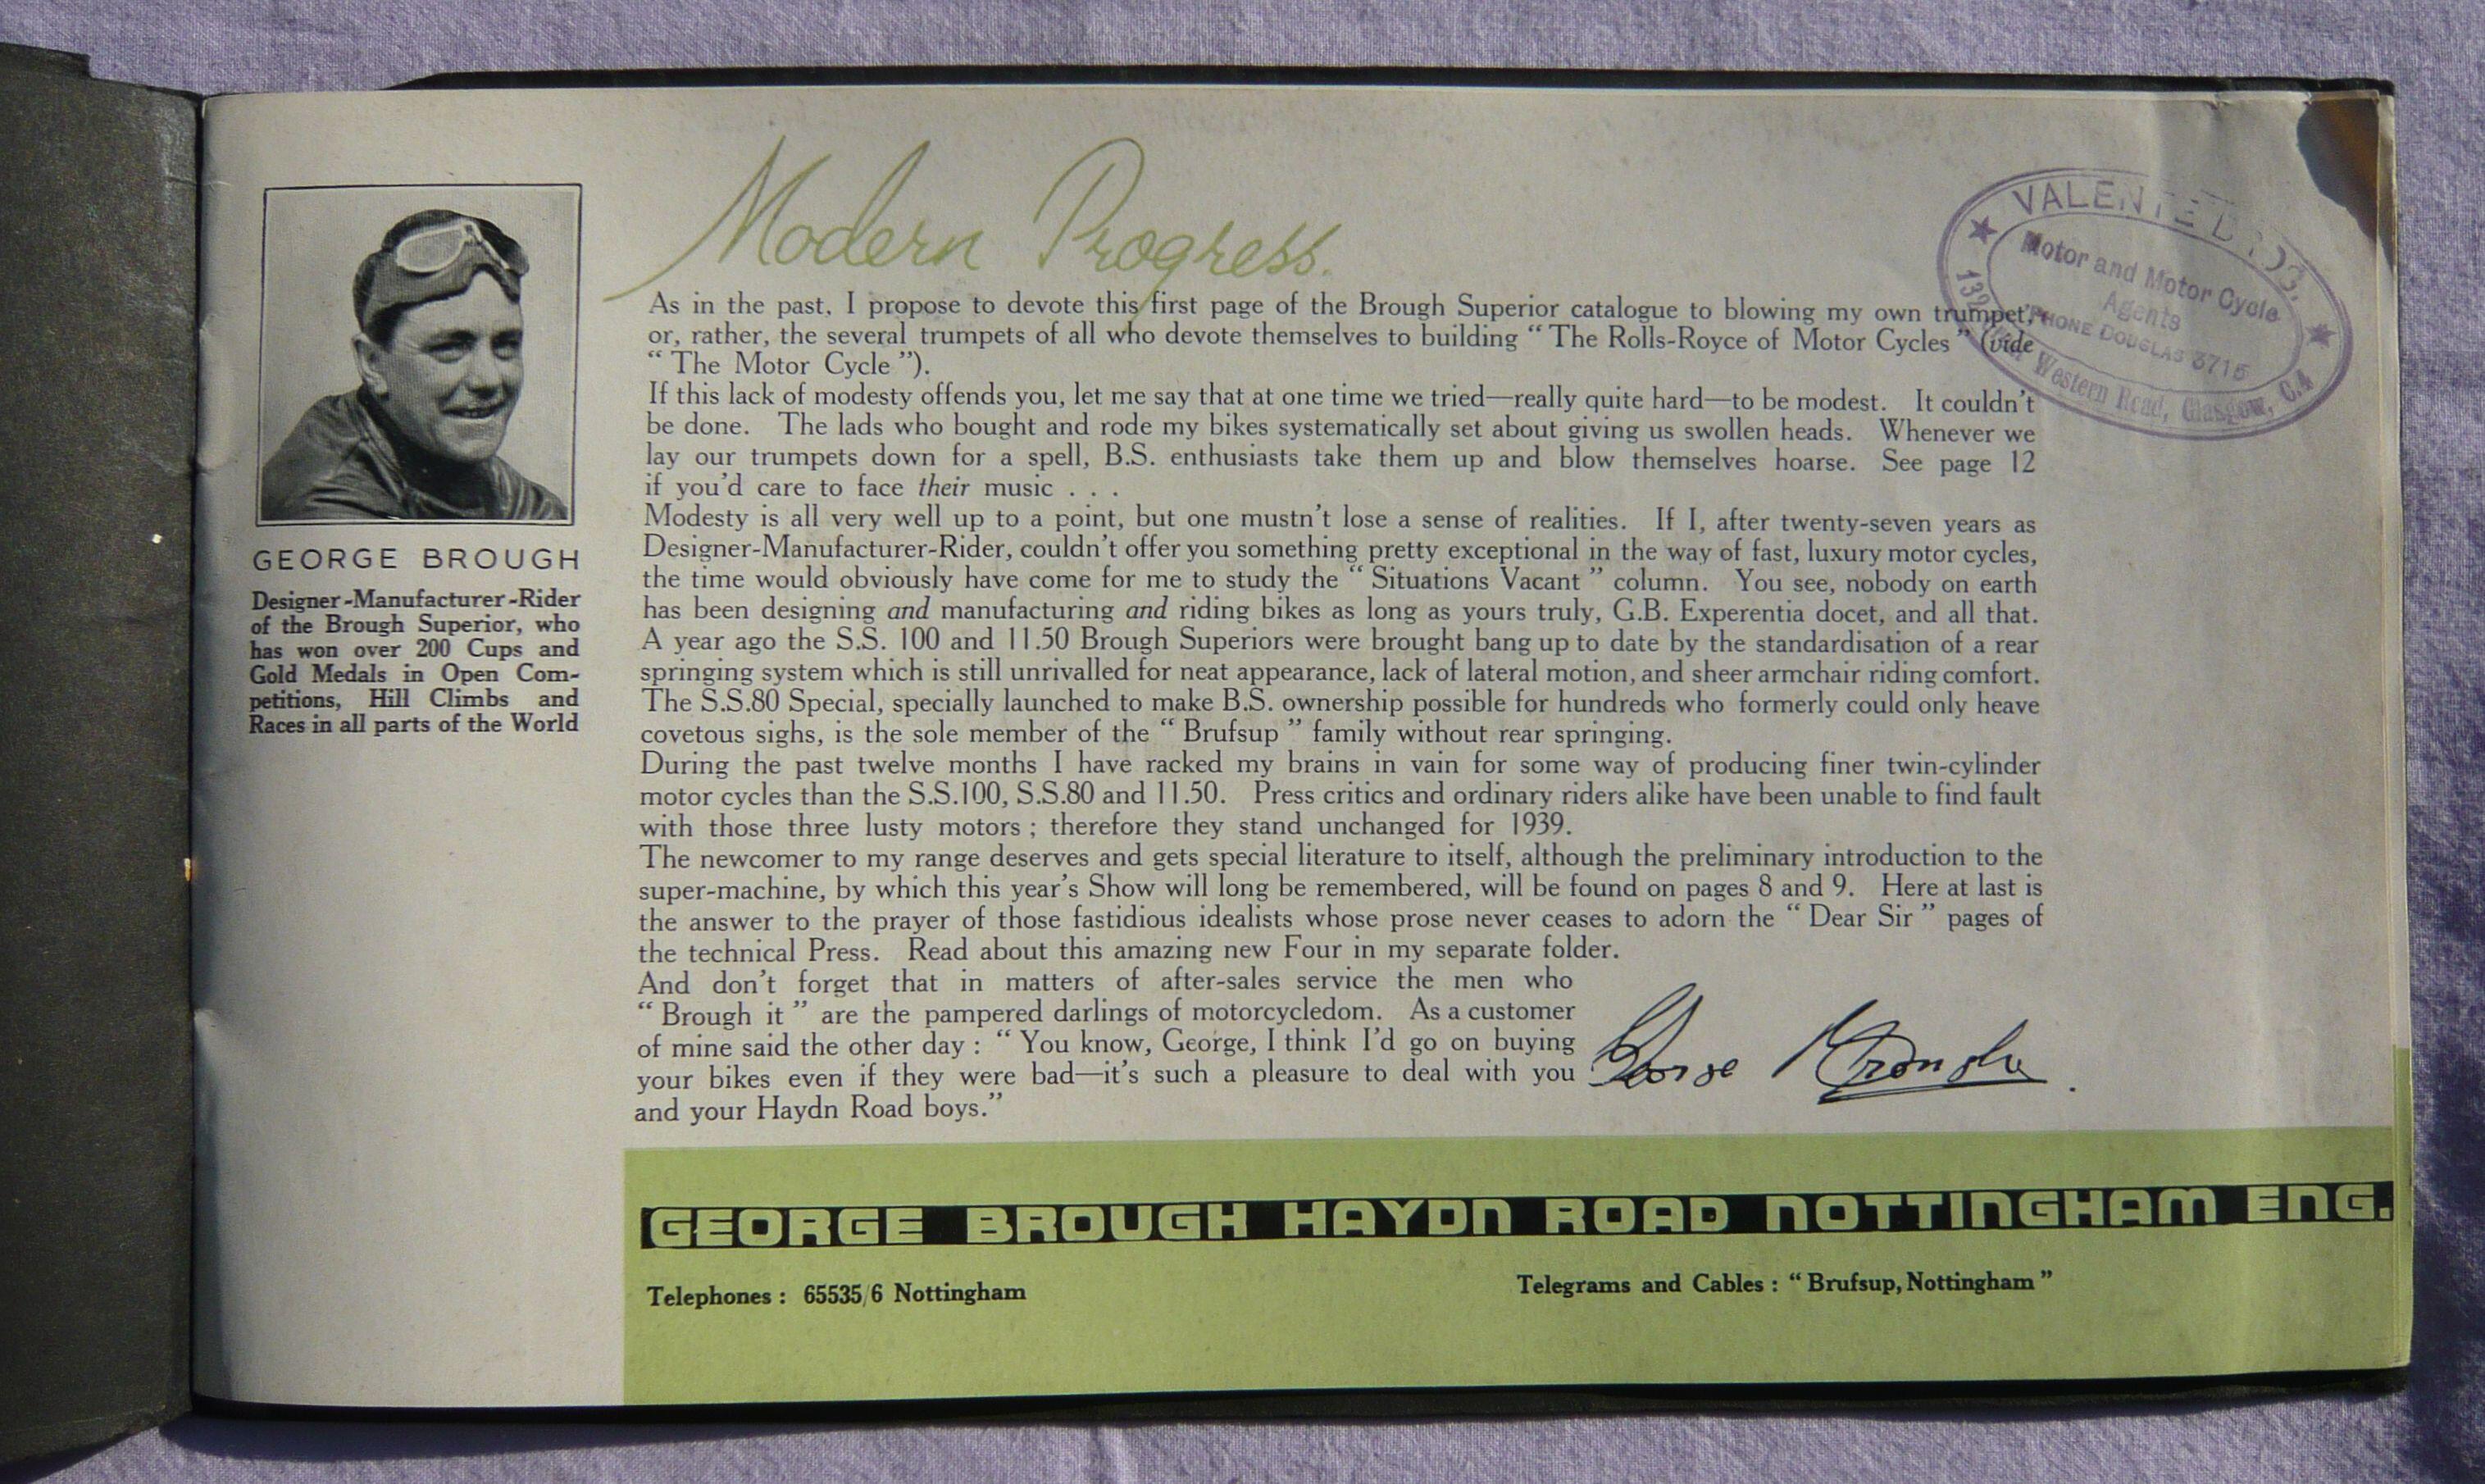 Modern Progress.
VALENTE BROS.
Motor and Motor Cycle
Agents
PHONE DOUGLAS 3715
Western Road, Glasgow, C.4
GEORGE BROUGH
Designer-Manufacturer-Rider
of the Brough Superior, who
has won over 200 Cups and
Gold Medals in Open Com-
petitions, Hill Climbs and
Races in all parts of the World
As in the past, I propose to devote this first page of the Brough Superior catalogue to blowing my own trumpet,
or, rather, the several trumpets of all who devote themselves to building “ The Rolls-Royce of Motor Cycles ” (vide
“ The Motor Cycle ”).
If this lack of modesty offends you, let me say that at one time we tried—really quite hard—to be modest. It couldn't
be done. The lads who bought and rode my bikes systematically set about giving us swollen heads. Whenever we
lay our trumpets down for a spell, B.S. enthusiasts take them up and blow themselves hoarse. See page 12
if you'd care to face their music . . .
Modesty is all very well up to a point, but one mustn't lose a sense of realities. If I, after twenty-seven years as
Designer-Manufacturer-Rider, couldn't offer you something pretty exceptional in the way of fast, luxury motor cycles,
the time would obviously have come for me to study the “ Situations Vacant ” column. You see, nobody on earth
has been designing and manufacturing and riding bikes as long as yours truly, G.B. Experentia docet, and all that.
A year ago the S.S. 100 and 11.50 Brough Superiors were brought bang up to date by the standardisation of a rear
springing system which is still unrivalled for neat appearance, lack of lateral motion, and sheer armchair riding comfort.
The S.S.80 Special, specially launched to make B.S. ownership possible for hundreds who formerly could only heave
covetous sighs, is the sole member of the “ Brufsup ” family without rear springing.
During the past twelve months I have racked my brains in vain for some way of producing finer twin-cylinder
motor cycles than the S.S.100, S.S.80 and 11.50. Press critics and ordinary riders alike have been unable to find fault
with those three lusty motors ; therefore they stand unchanged for 1939.
The newcomer to my range deserves and gets special literature to itself, although the preliminary introduction to the
super-machine, by which this year's Show will long be remembered, will be found on pages 8 and 9. Here at last is
the answer to the prayer of those fastidious idealists whose prose never ceases to adorn the “ Dear Sir ” pages of
the technical Press. Read about this amazing new Four in my separate folder.
And don't forget that in matters of after-sales service the men who
“ Brough it ” are the pampered darlings of motorcycledom. As a customer
of mine said the other day : “ You know, George, I think I'd go on buying
your bikes even if they were bad—it's such a pleasure to deal with you
and your Haydn Road boys.”
George Brough.
GEORGE BROUGH HAYDN ROAD NOTTINGHAM ENG.
Telephones : 65535/6 Nottingham
Telegrams and Cables : “ Brufsup, Nottingham ”